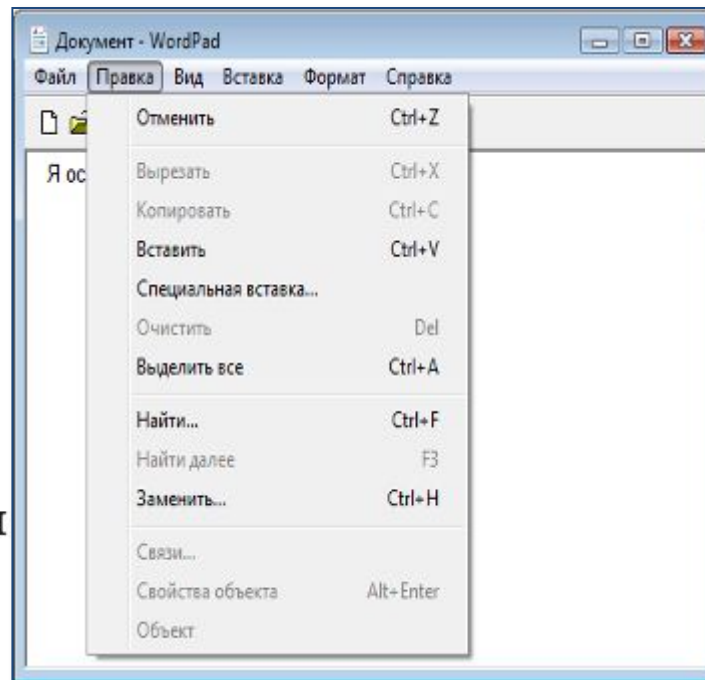 Документ - WordPad
Файл Правка Вид Вставка Формат Справка
Отменить Ctrl+Z
Я ос
Вырезать Ctrl+X
Копировать Ctrl+C
Вставить Ctrl+V
Специальная вставка...
Очистить Del
Выделить все Ctrl+A
Найти... Ctrl+F
Найти далее F3
Заменить... Ctrl+H
Связи...
Свойства объекта Alt+Enter
Объект